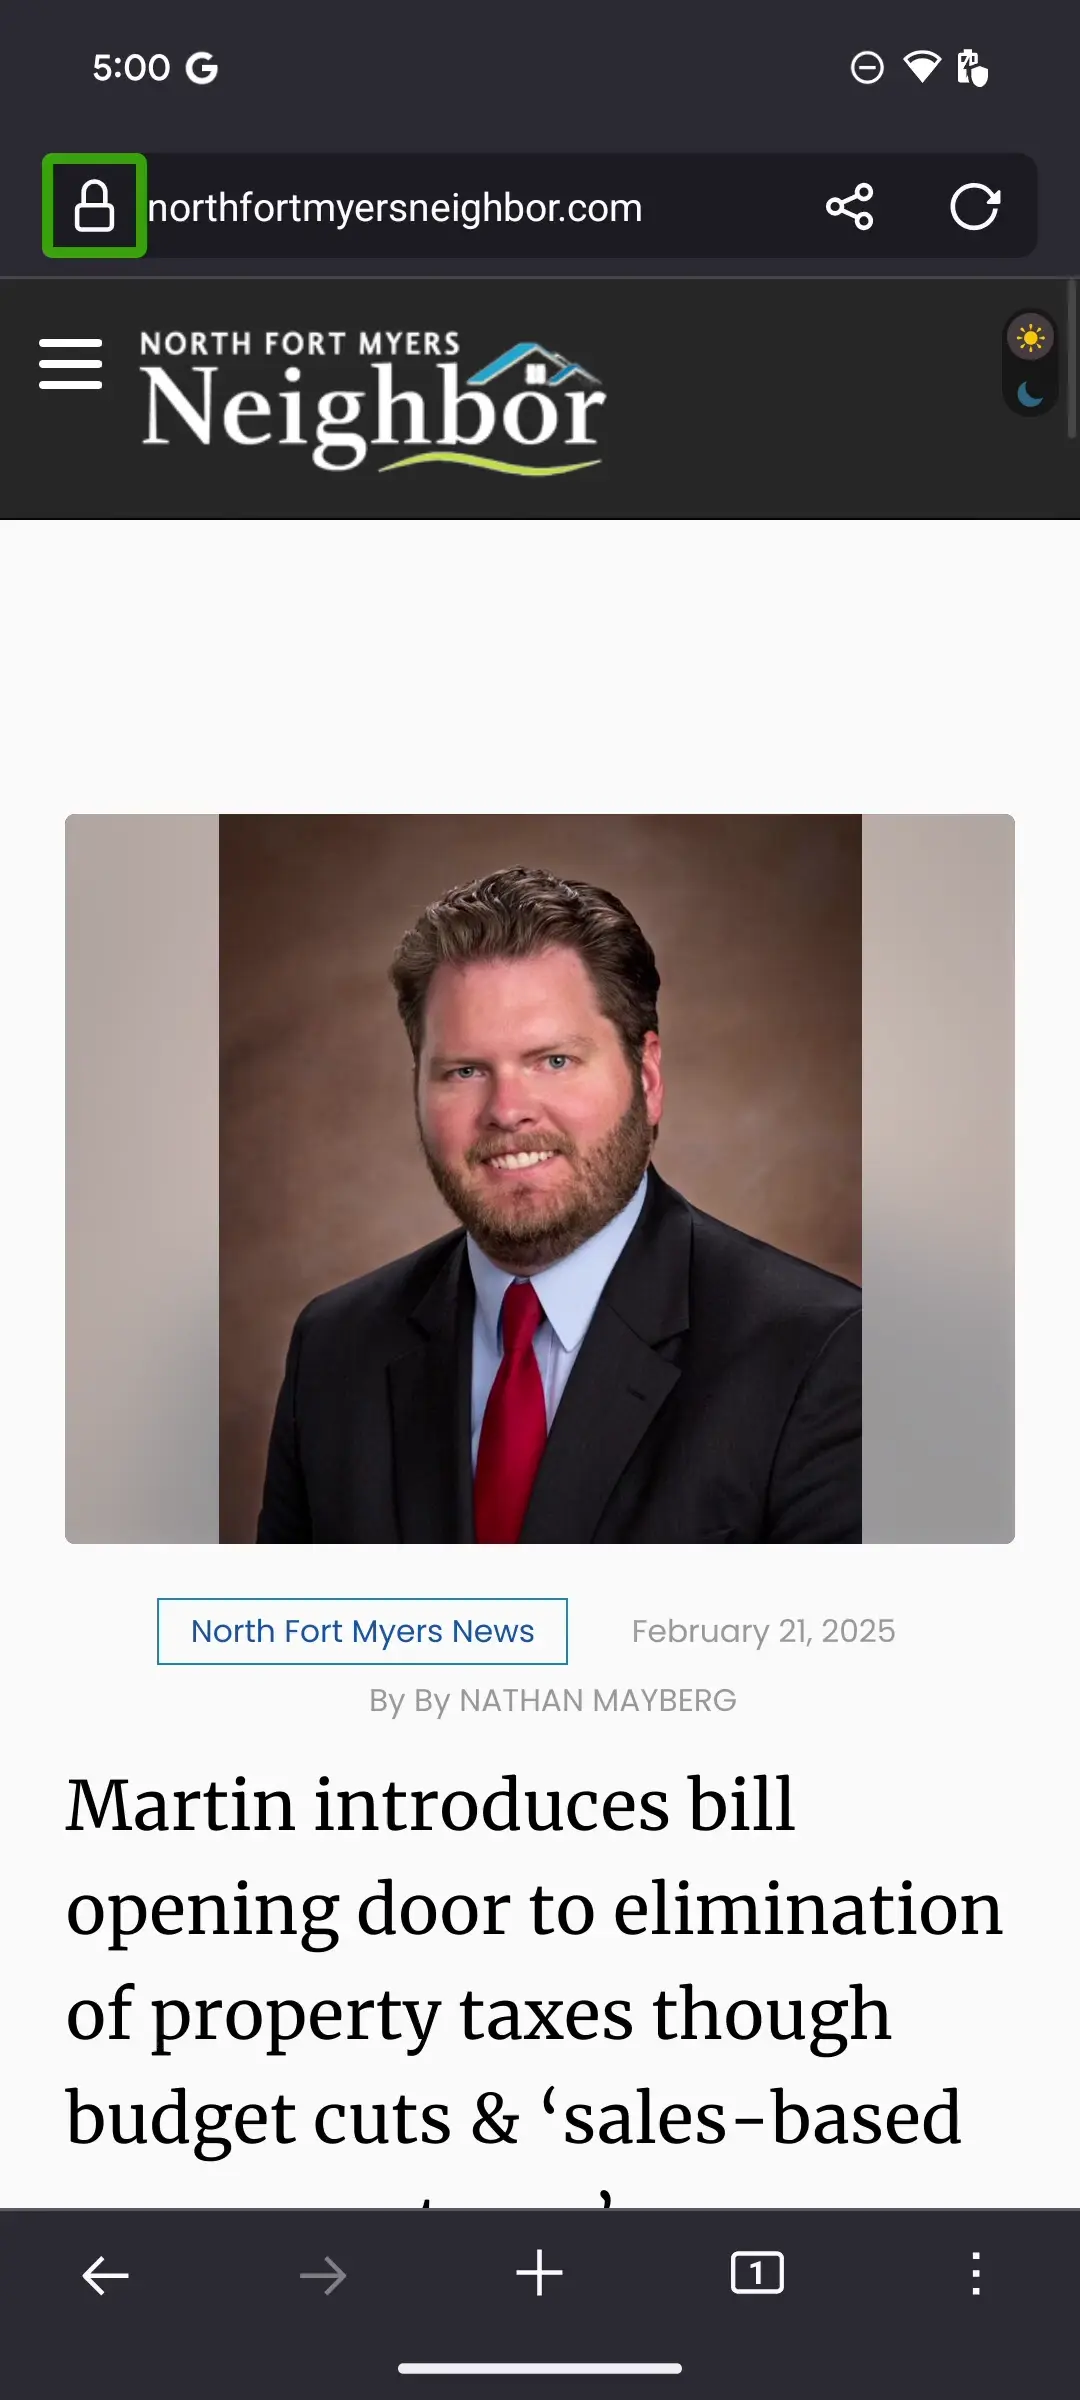 5:00
northfortmyersneighbor.com
NORTH FORT MYERS
Neighbor
North Fort Myers News
February 21, 2025
By By NATHAN MAYBERG
Martin introduces bill
opening door to elimination
of property taxes though
budget cuts & ‘sales-based
1